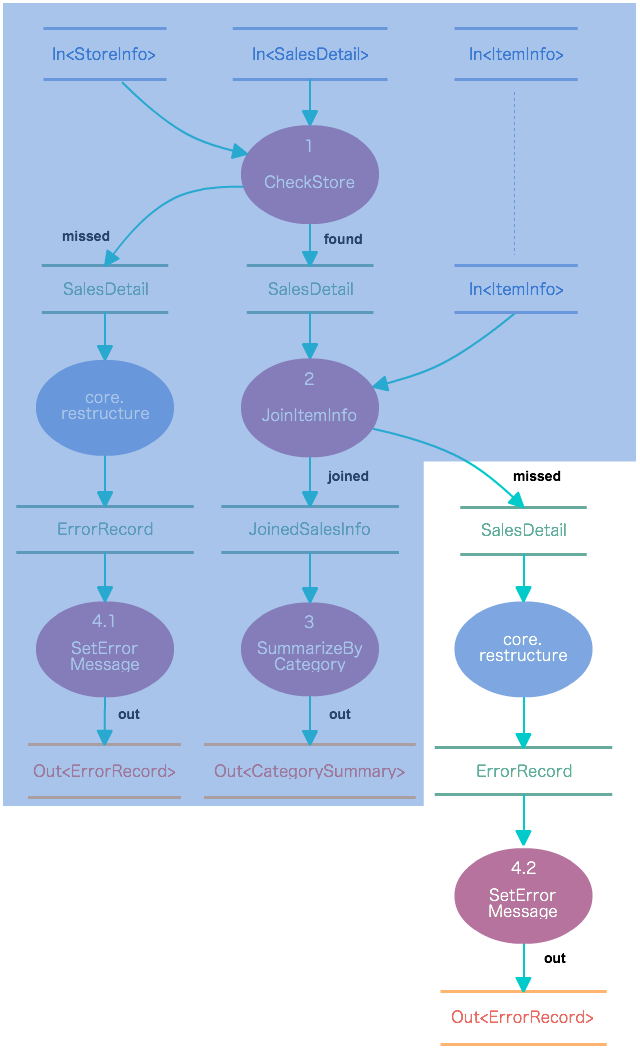 In<StoreInfo>
In<SalesDetail>
In<ItemInfo>
1
CheckStore
missed
found
SalesDetail
SalesDetail
In<ItemInfo>
core.
restructure
2
JoinItemInfo
joined
missed
ErrorRecord
JoinedSalesInfo
SalesDetail
4.1
SetError
Message
3
SummarizeBy
Category
core.
restructure
out
out
Out<ErrorRecord>
Out<CategorySummary>
ErrorRecord
4.2
SetError
Message
out
Out<ErrorRecord>